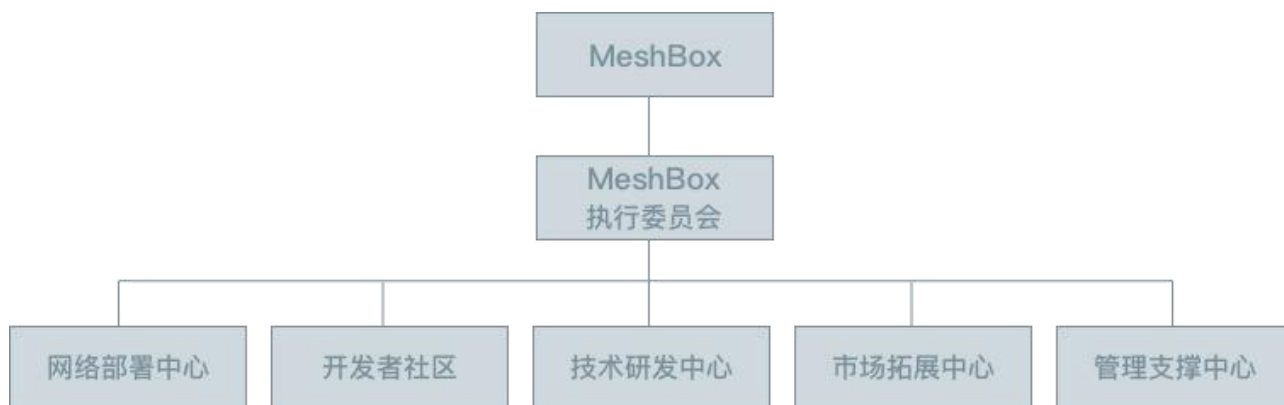 MeshBox
MeshBox
执行委员会
网络部署中心
开发者社区
技术研发中心
市场拓展中心
管理支撑中心